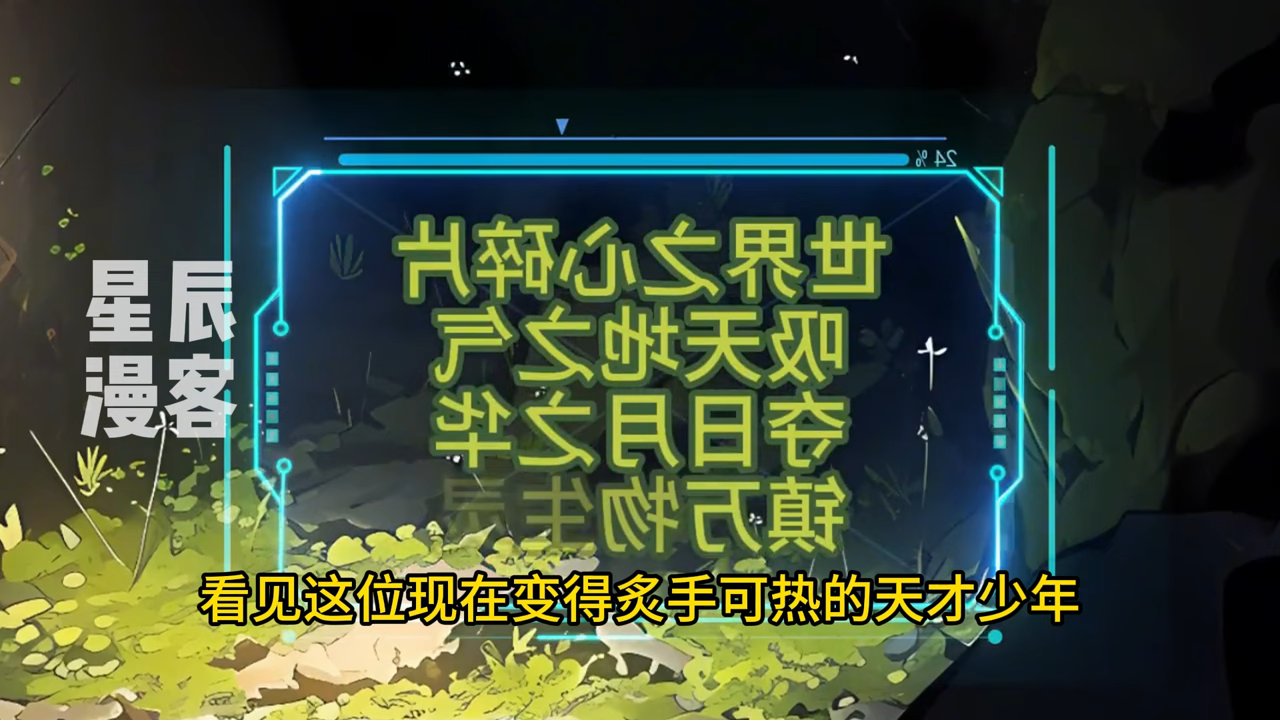 24 %
世界之心碎片
吸天地之气
夺日月之华
镇万物生灵
星辰
漫客
看见这位现在变得炙手可热的天才少年